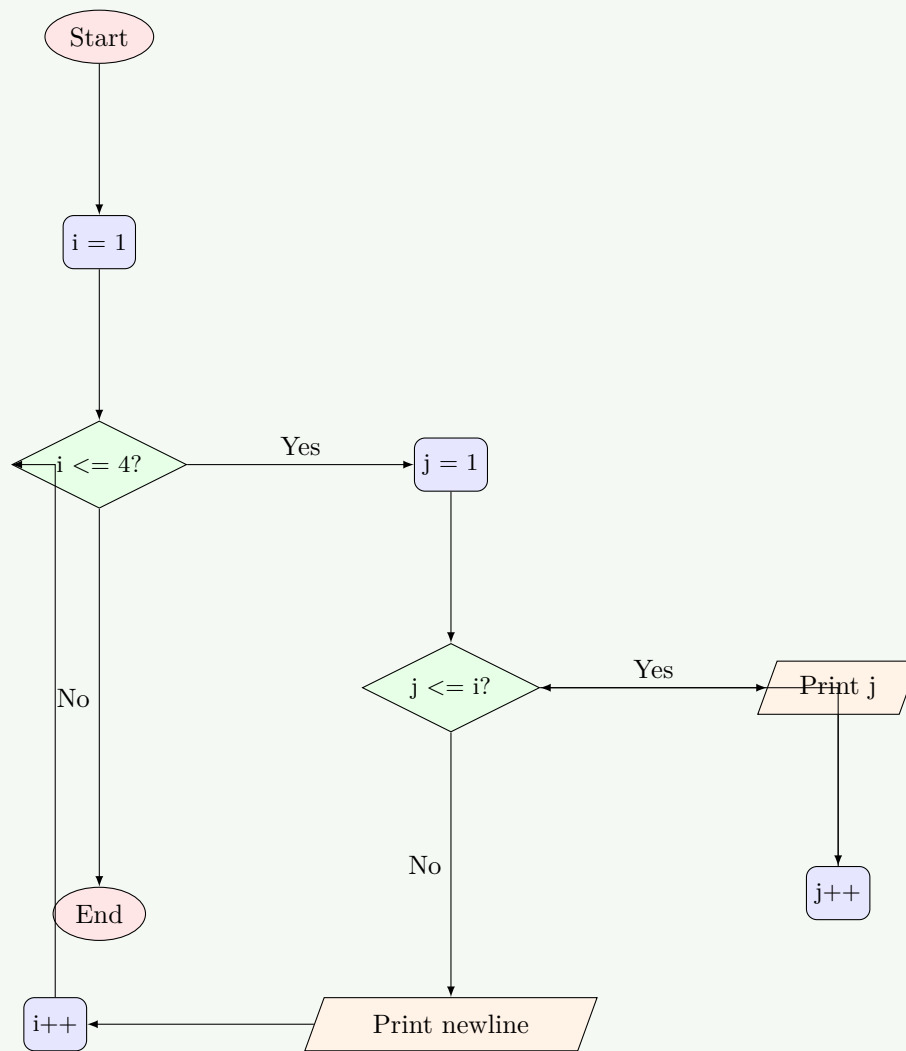 Start
i = 1
i <= 4?
Yes
j = 1
j <= i?
Yes
Print j
No
No
j++
End
i++
Print newline